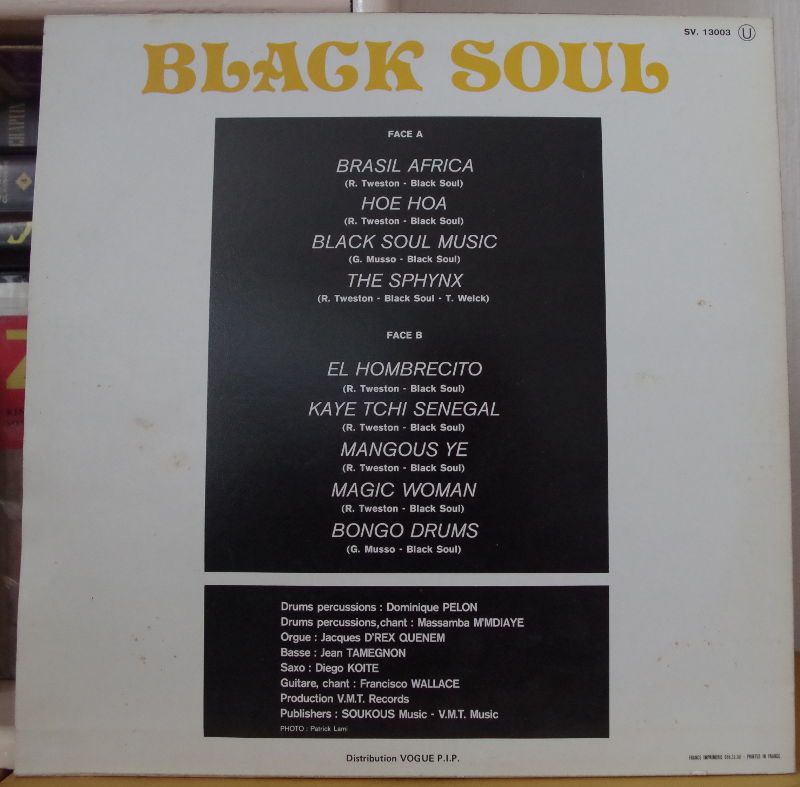 SV. 13003 U
BLACK SOUL
FACE A
BRASIL AFRICA
(R. Tweston - Black Soul)
HOE HOA
(R. Tweston - Black Soul)
BLACK SOUL MUSIC
(G. Musso - Black Soul)
THE SPHYNX
(R. Tweston - Black Soul - T. Welck)
FACE B
EL HOMBRECITO
(R. Tweston - Black Soul)
KAYE TCHI SENEGAL
(R. Tweston - Black Soul)
MANGOUS YE
(R. Tweston - Black Soul)
MAGIC WOMAN
(R. Tweston - Black Soul)
BONGO DRUMS
(G. Musso - Black Soul)
Drums percussions : Dominique PELON
Drums percussions,chant : Massamba M'MDIAYE
Orgue : Jacques D'REX QUENEM
Basse : Jean TAMEGNON
Saxo : Diego KOITE
Guitare, chant : Francisco WALLACE
Production V.M.T. Records
Publishers : SOUKOUS Music - V.M.T. Music
PHOTO : Patrick Lami
Distribution VOGUE P.I.P.
FRANCE IMPRIMERIE - PRINTED IN FRANCE
CHAPLIN